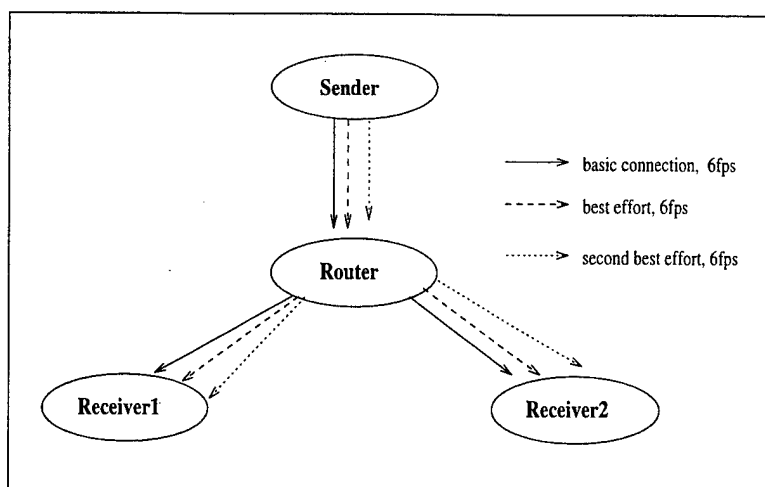 Sender
basic connection, 6fps
best effort, 6fps
second best effort, 6fps
Router
Receiver1
Receiver2